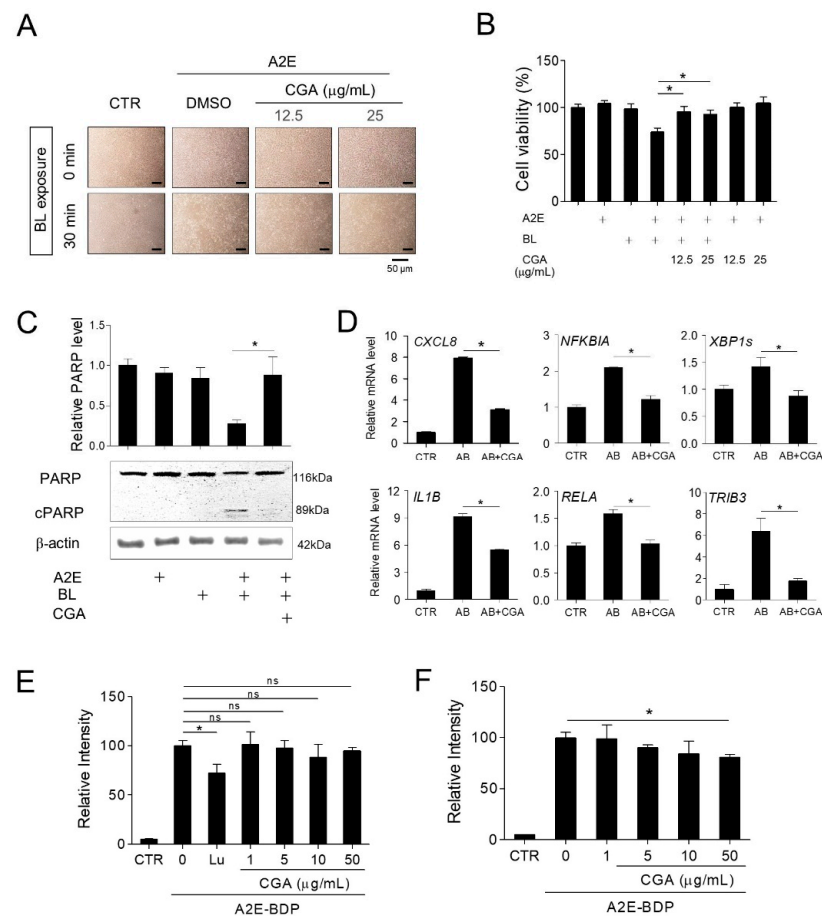 A
A2E
CGA (μg/mL)
CTR
DMSO
12.5
25
BL exposure
0 min
30 min
50 μm
B
Cell viability (%)
150
100
50
0
*
*
A2E + + + + + +
BL + + + +
CGA 12.5 25 12.5 25
(μg/mL)
C
Relative PARP level
1.5
1.0
0.5
0.0
*
PARP
116kDa
cPARP
89kDa
β-actin
42kDa
A2E + + +
BL + + +
CGA +
D
Relative mRNA level
CXCL8
8
6
4
2
0
*
CTR AB AB+CGA
NFKBIA
3
2
1
0
*
CTR AB AB+CGA
XBP1s
2.0
1.5
1.0
0.5
0.0
*
CTR AB AB+CGA
Relative mRNA level
IL1B
12
9
6
3
0
*
CTR AB AB+CGA
RELA
2.0
1.5
1.0
0.5
0.0
*
CTR AB AB+CGA
TRIB3
10
8
6
4
2
0
*
CTR AB AB+CGA
E
Relative Intensity
150
100
50
0
ns
ns
ns
ns
*
CTR 0 Lu 1 5 10 50
CGA (μg/mL)
A2E-BDP
F
Relative Intensity
150
100
50
0
*
CTR 0 1 5 10 50
CGA (μg/mL)
A2E-BDP